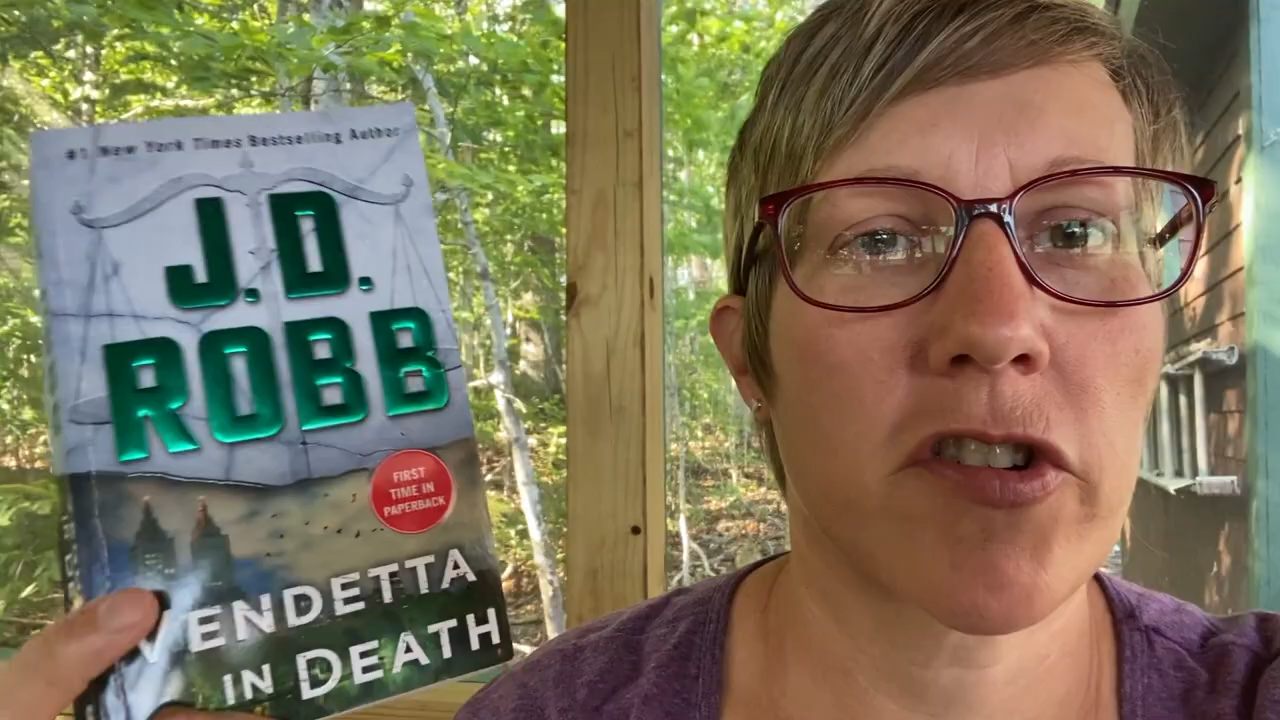 #1 New York Times Bestselling Author
J.D.
ROBB
FIRST
TIME IN
PAPERBACK
VENDETTA
IN DEATH